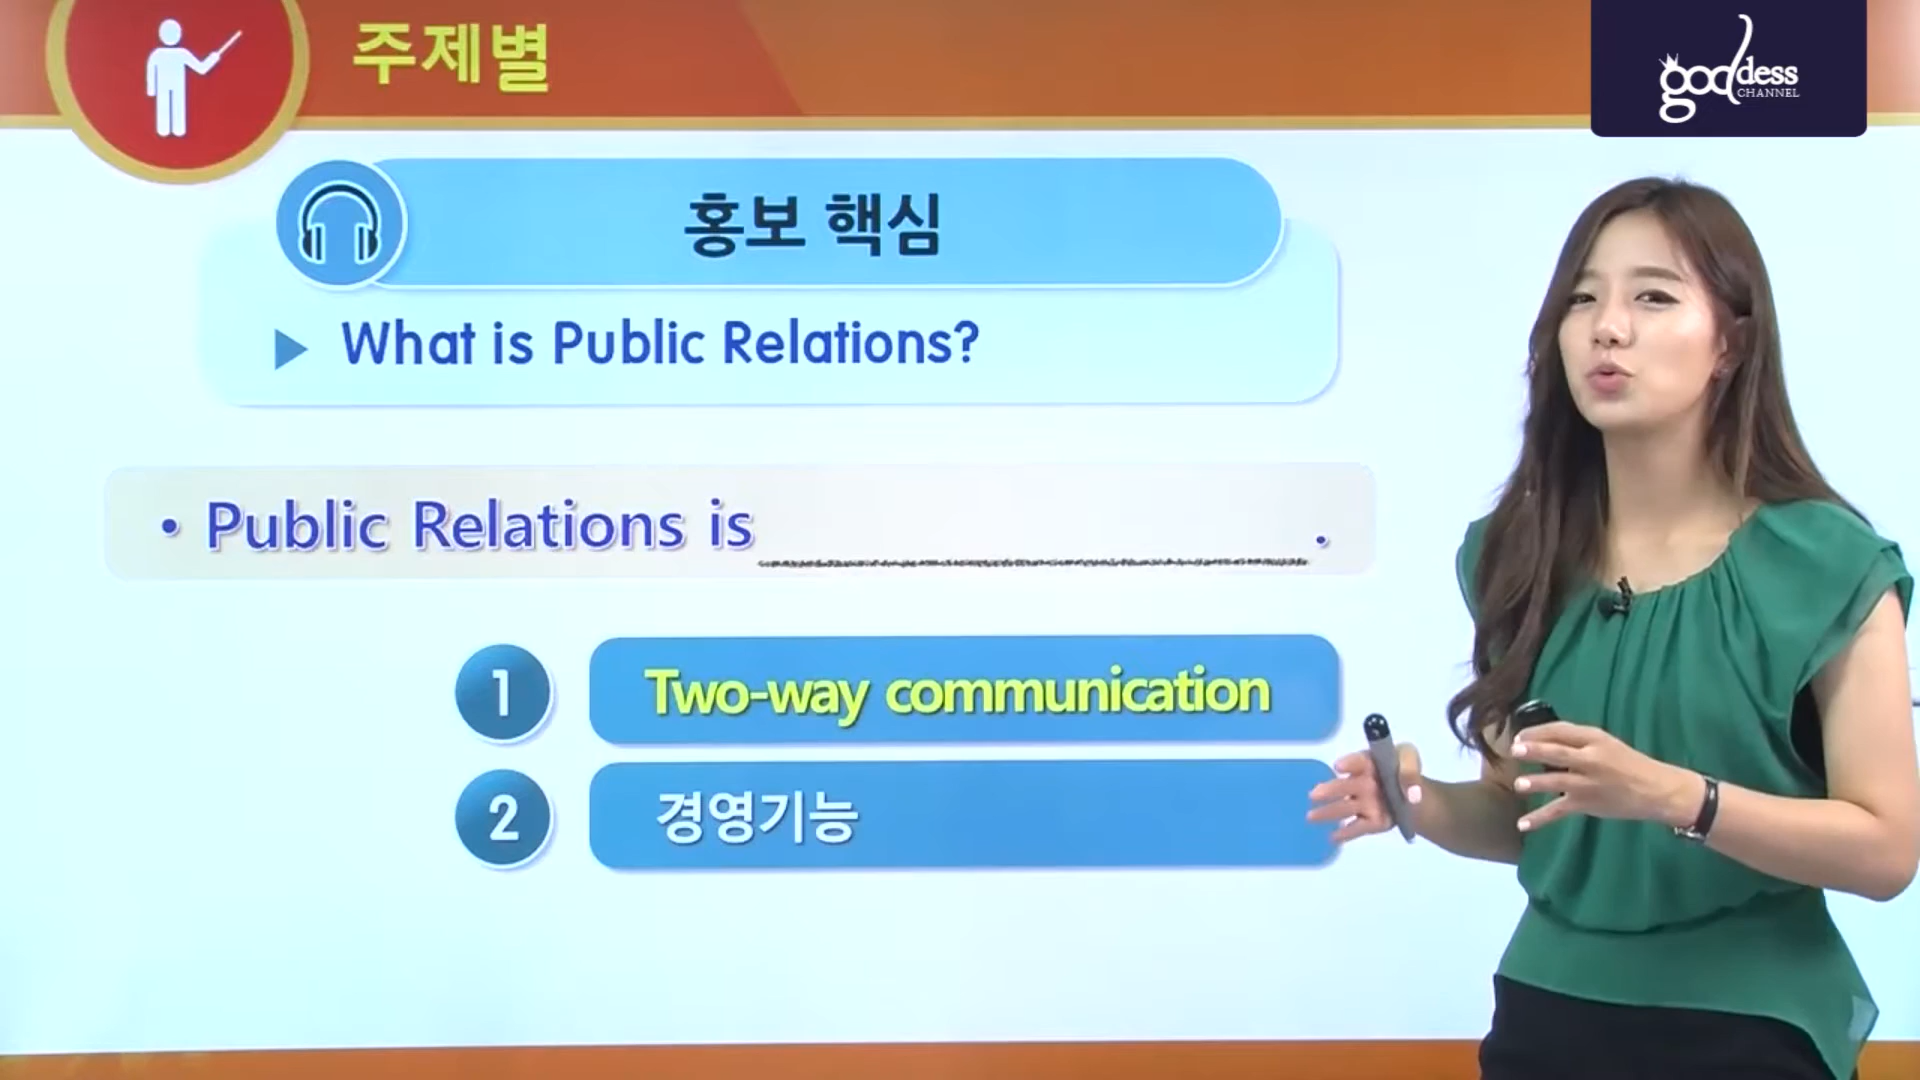 주제별
goddess
CHANNEL
홍보 핵심
▶ What is Public Relations?
• Public Relations is ____________.
1 Two-way communication
2 경영기능